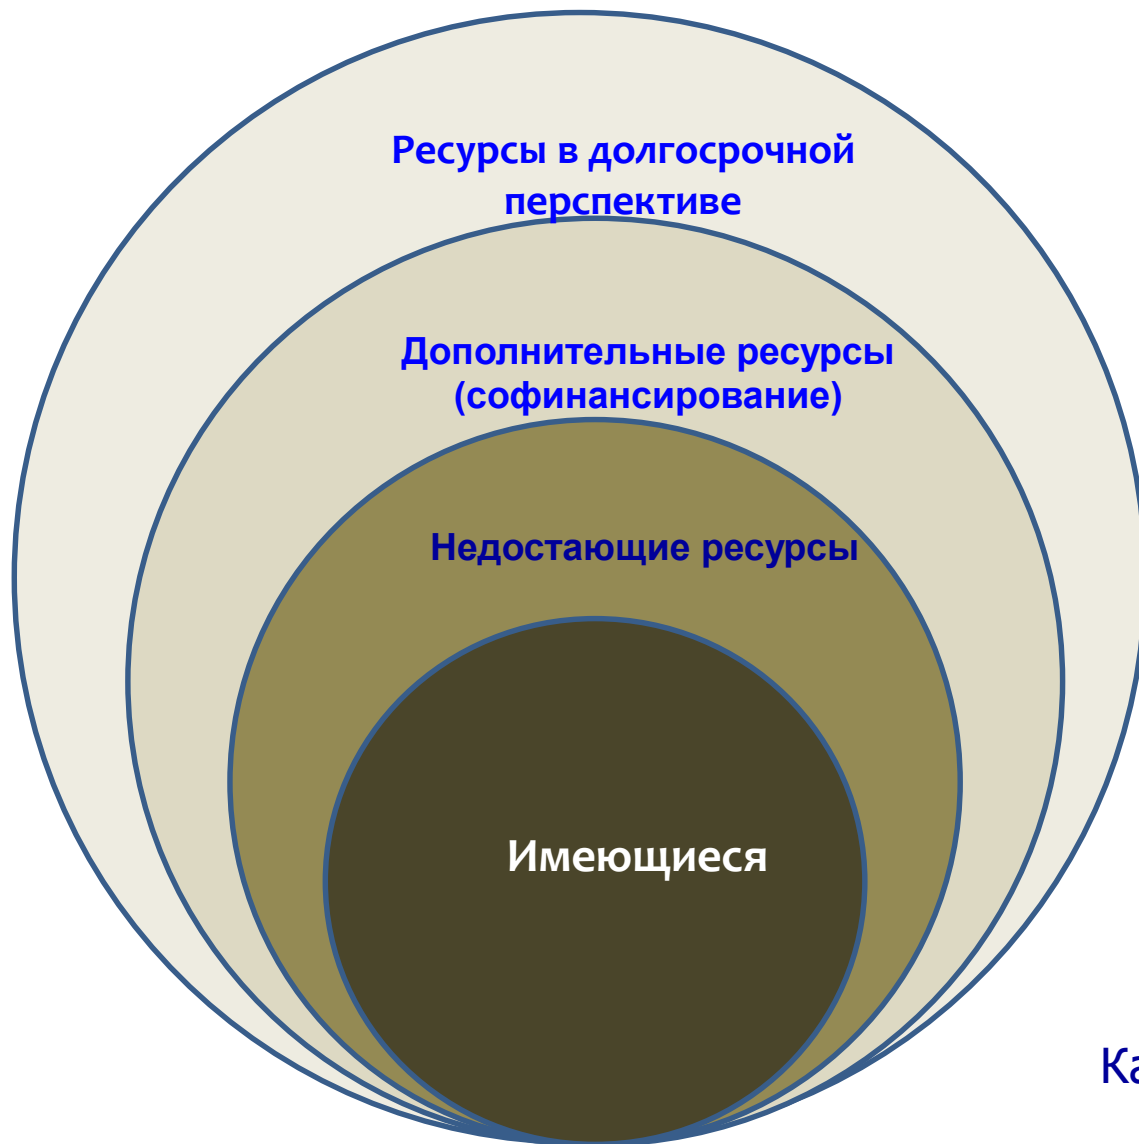 Ресурсы в долгосрочной
перспективе
Дополнительные ресурсы
(софинансирование)
Недостающие ресурсы
Имеющиеся